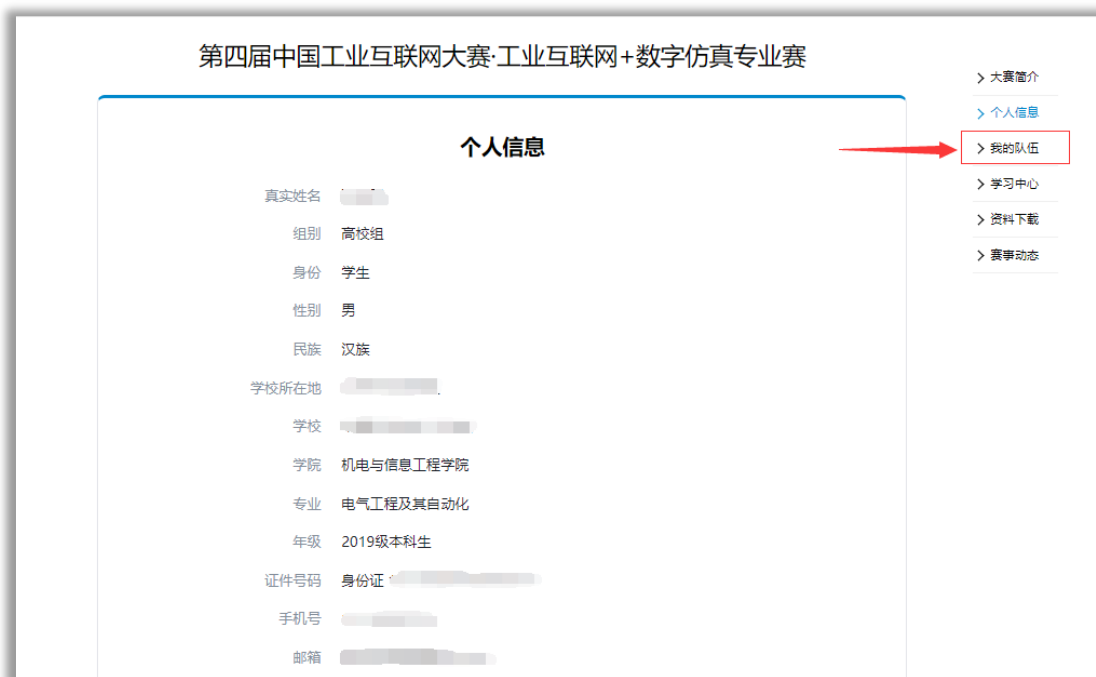 第四届中国工业互联网大赛·工业互联网+数字仿真专业赛
个人信息
真实姓名
组别 高校组
身份 学生
性别 男
民族 汉族
学校所在地
学校
学院 机电与信息工程学院
专业 电气工程及其自动化
年级 2019级本科生
证件号码 身份证
手机号
邮箱
大赛简介
个人信息
我的队伍
学习中心
资料下载
赛事动态